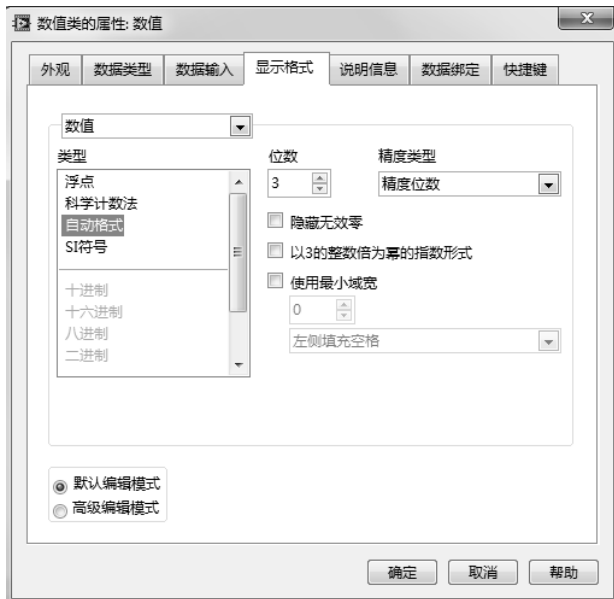 数值类的属性: 数值
外观 数据类型 数据输入 显示格式 说明信息 数据绑定 快捷键
数值
类型 位数 精度类型
浮点 3 精度位数
科学计数法
自动格式 隐藏无效零
SI符号 以3的整数倍为幂的指数形式
十进制 使用最小域宽
十六进制 0
八进制 左侧填充空格
二进制
默认编辑模式
高级编辑模式
确定 取消 帮助